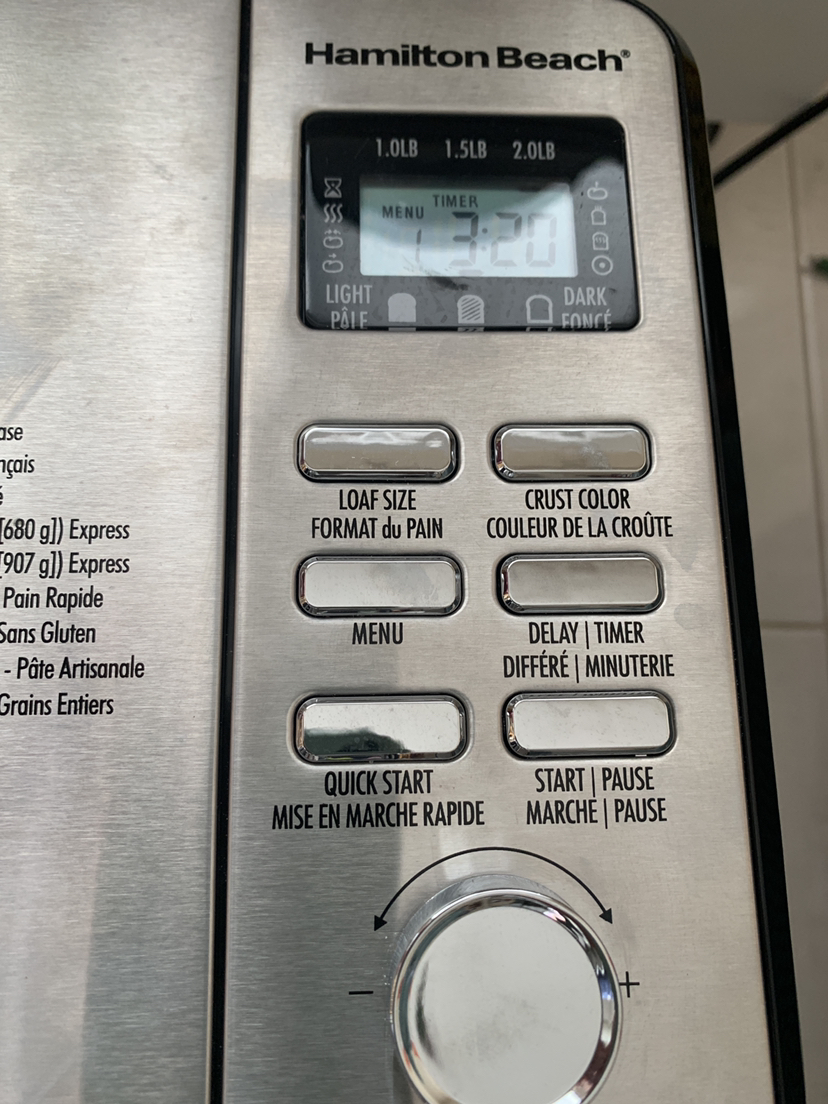 Hamilton Beach®
1.0LB 1.5LB 2.0LB
TIMER
MENU
1 3:20
LIGHT DARK
PÂLE FONCÉ
LOAF SIZE
FORMAT du PAIN
CRUST COLOR
COULEUR DE LA CROÛTE
MENU
DELAY | TIMER
DIFFÉRÉ | MINUTERIE
QUICK START
MISE EN MARCHE RAPIDE
START | PAUSE
MARCHE | PAUSE
- +
ase
nçais
é
[680 g]) Express
[907 g]) Express
Pain Rapide
Sans Gluten
- Pâte Artisanale
Grains Entiers